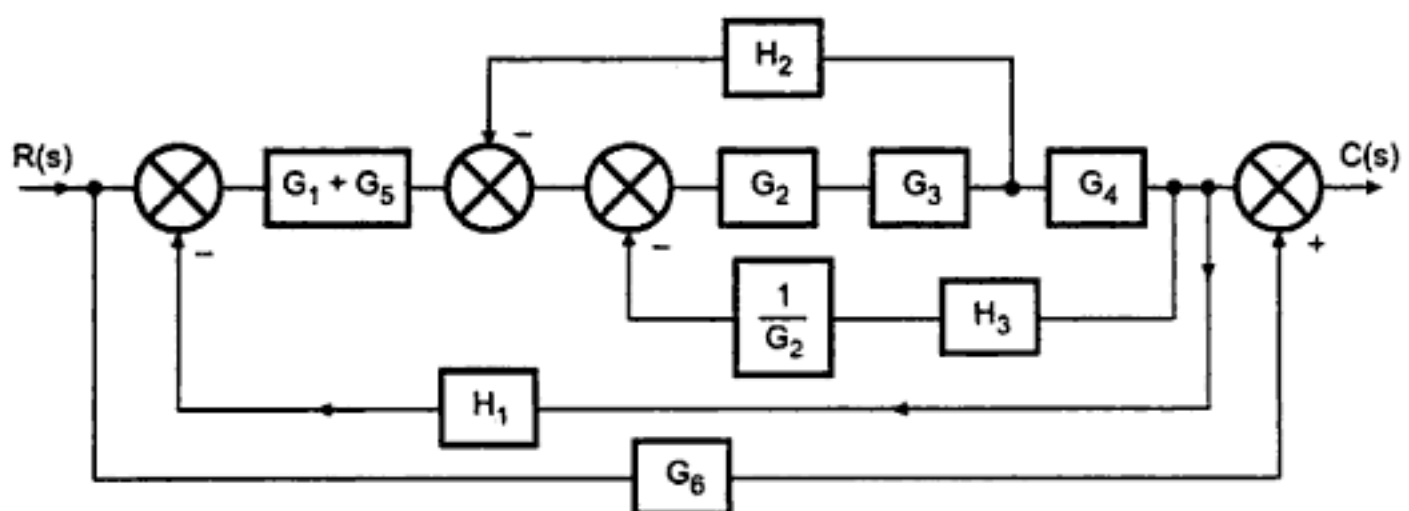 H₂
R(s)
C(s)
−
G₁ + G₅
G₂
G₃
G₄
−
−
+
1
G₂
H₃
H₁
G₆